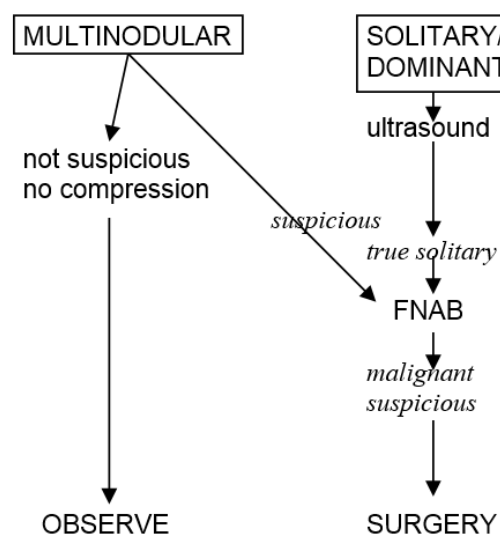 MULTINODULAR
SOLITARY/
DOMINANT
ultrasound
not suspicious
no compression
suspicious
true solitary
FNAB
malignant
suspicious
OBSERVE
SURGERY